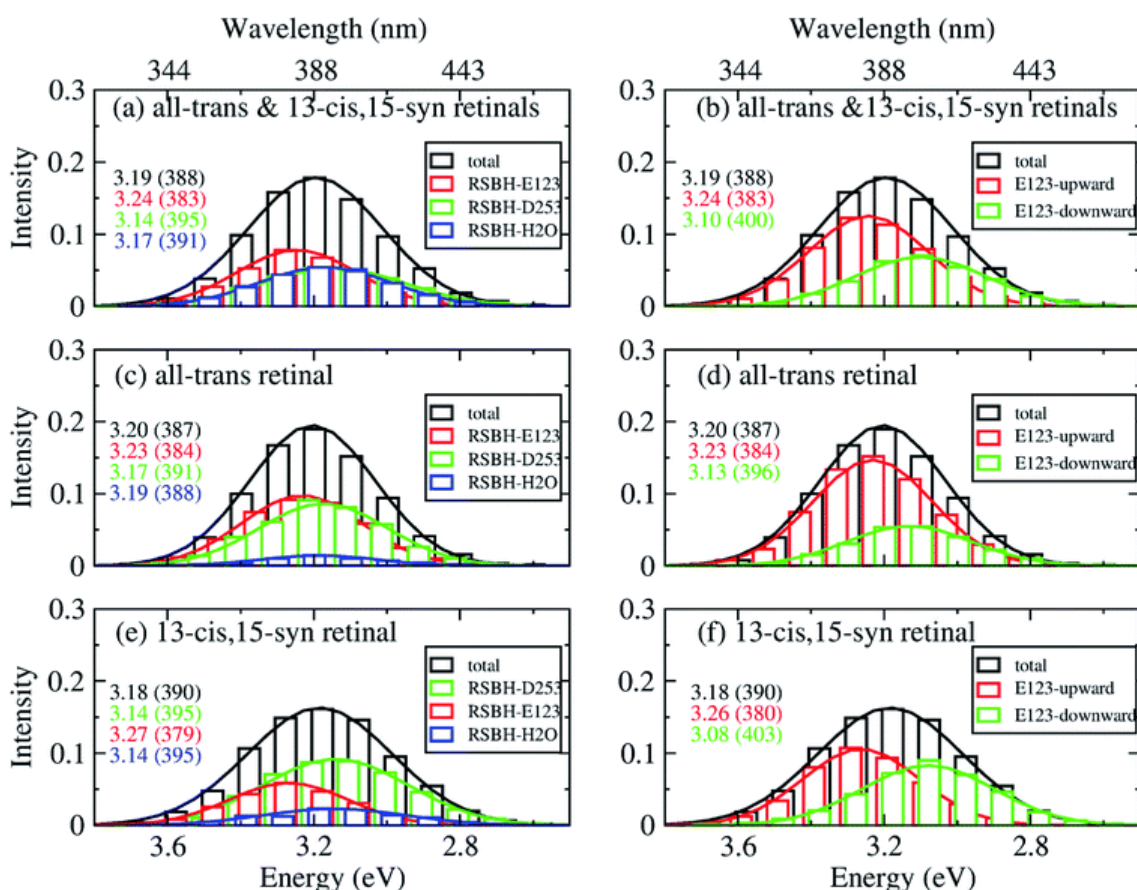 Wavelength (nm)
344 388 443
0.3
(a) all-trans & 13-cis,15-syn retinals
0.2
0.1
0
Intensity
3.19 (388)
3.24 (383)
3.14 (395)
3.17 (391)
total
RSBH-E123
RSBH-D253
RSBH-H2O
Wavelength (nm)
344 388 443
0.3
(b) all-trans &13-cis,15-syn retinals
0.2
0.1
0
Intensity
3.19 (388)
3.24 (383)
3.10 (400)
total
E123-upward
E123-downward
0.3
(c) all-trans retinal
0.2
0.1
0
Intensity
3.20 (387)
3.23 (384)
3.17 (391)
3.19 (388)
total
RSBH-E123
RSBH-D253
RSBH-H2O
0.3
(d) all-trans retinal
0.2
0.1
0
Intensity
3.20 (387)
3.23 (384)
3.13 (396)
total
E123-upward
E123-downward
0.3
(e) 13-cis,15-syn retinal
0.2
0.1
0
Intensity
3.18 (390)
3.14 (395)
3.27 (379)
3.14 (395)
total
RSBH-D253
RSBH-E123
RSBH-H2O
3.6 3.2 2.8
Energy (eV)
0.3
(f) 13-cis,15-syn retinal
0.2
0.1
0
Intensity
3.18 (390)
3.26 (380)
3.08 (403)
total
E123-upward
E123-downward
3.6 3.2 2.8
Energy (eV)